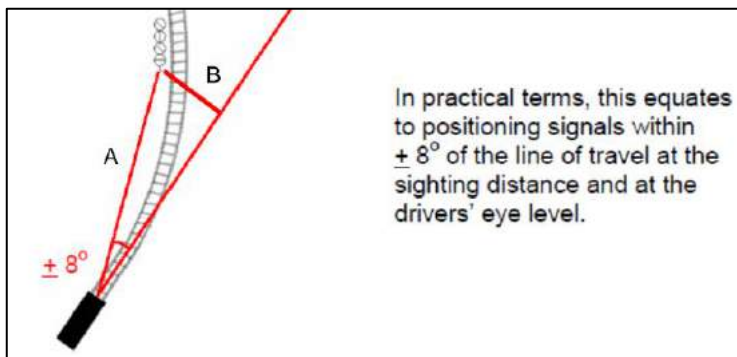 B
A
± 8°
In practical terms, this equates
to positioning signals within
± 8° of the line of travel at the
sighting distance and at the
drivers' eye level.